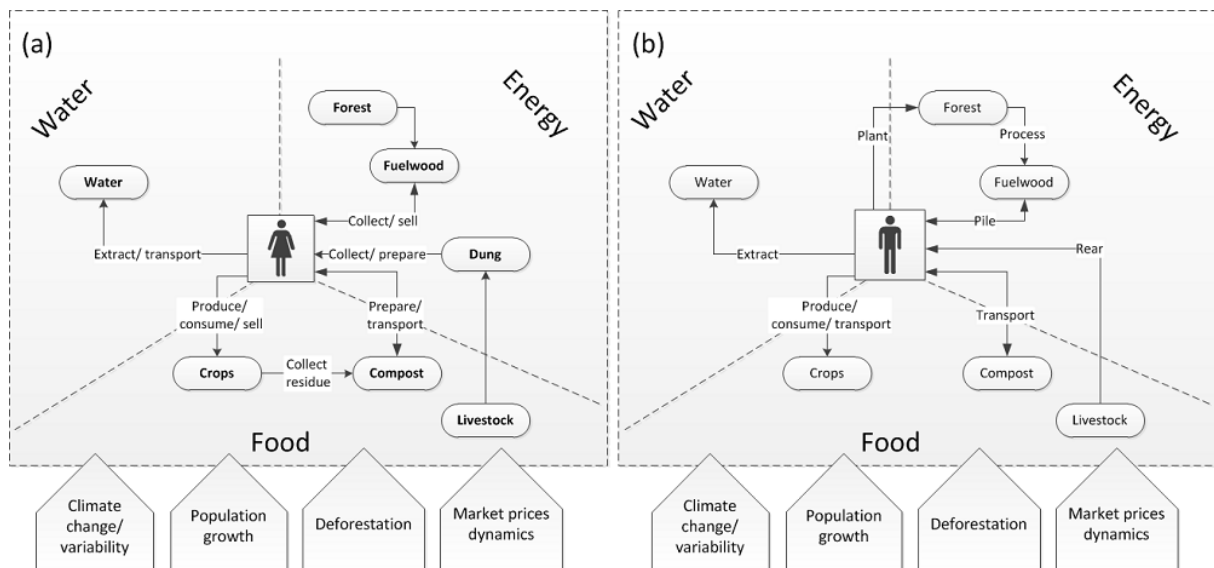 (a)
Water
Energy
Forest
Fuelwood
Water
Collect/ sell
Extract/ transport
Collect/ prepare
Dung
Produce/
consume/ sell
Prepare/
transport
Crops
Collect
residue
Compost
Livestock
Food
Climate
change/
variability
Population
growth
Deforestation
Market prices
dynamics
(b)
Water
Energy
Forest
Plant
Process
Water
Fuelwood
Pile
Extract
Rear
Produce/
consume/ transport
Transport
Crops
Compost
Livestock
Food
Climate
change/
variability
Population
growth
Deforestation
Market prices
dynamics